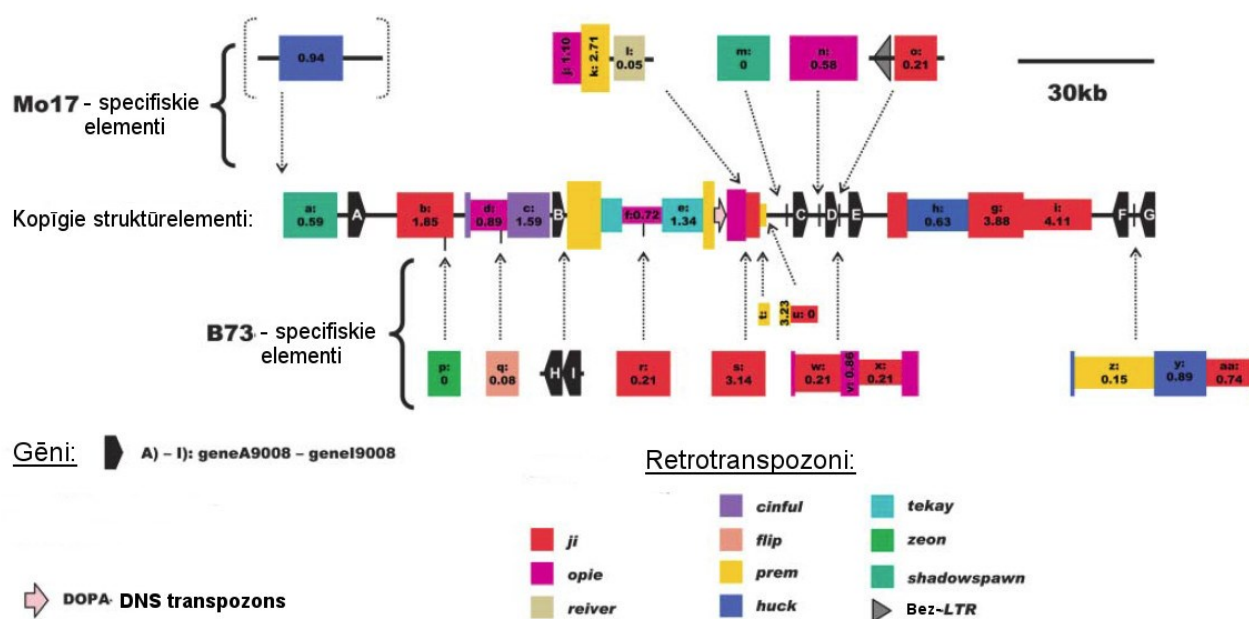 0.94
j: 1.10
k: 2.71
l:
0.05
m:
0
n:
0.58
o:
0.21
30kb
Mo17 - specifiskie
elementi
Kopīgie struktūrelementi:
a:
0.59
A
b:
1.85
d:
0.89
c:
1.59
B
f:0.72
e:
1.34
C
D
E
h:
0.63
g:
3.88
i:
4.11
F
G
B73 - specifiskie
elementi
t:
3.23
u: 0
p:
0
q:
0.08
H
I
r:
0.21
s:
3.14
w:
0.21
v: 0.86
x:
0.21
z:
0.15
y:
0.89
aa:
0.74
Gēni:
A) – I): geneA9008 – geneI9008
Retrotranspozoni:
ji
opie
reiver
cinful
flip
prem
huck
tekay
zeon
shadowspawn
Bez-LTR
DOPA- DNS transpozons